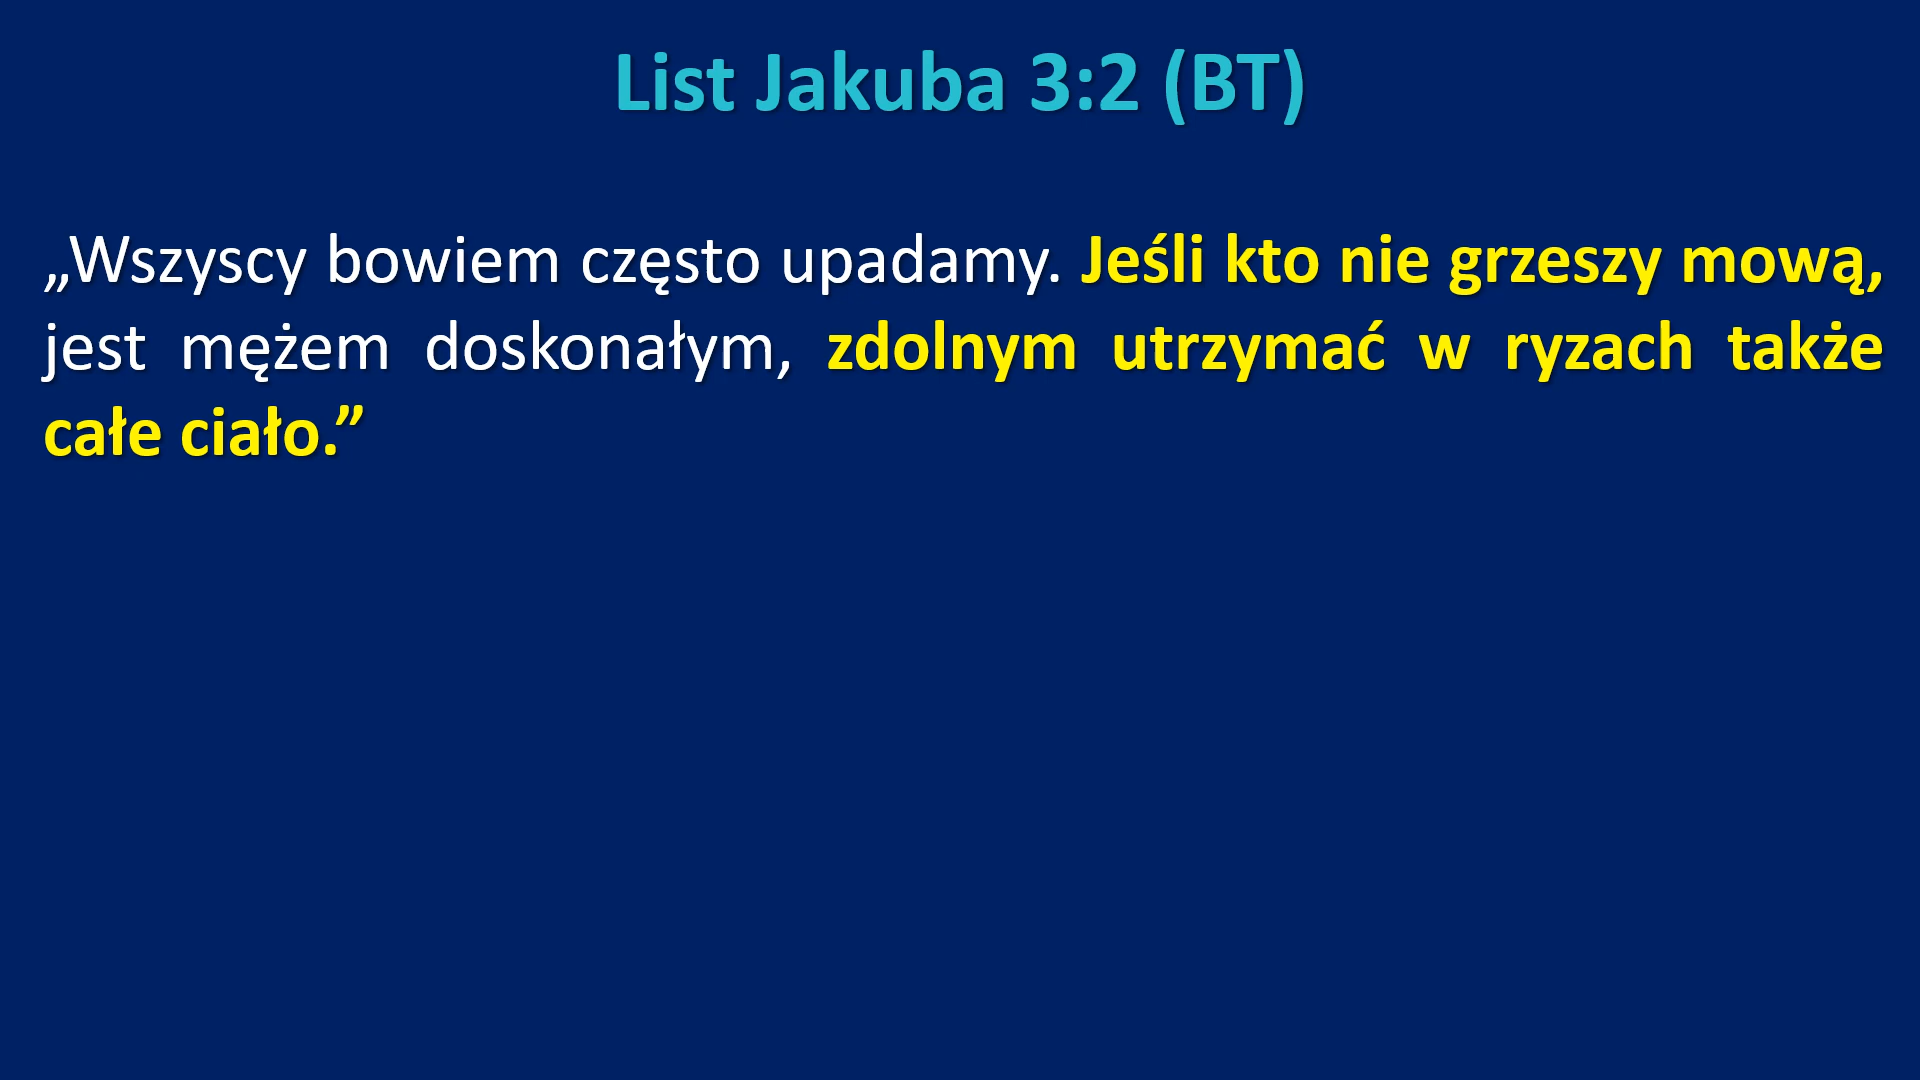 List Jakuba 3:2 (BT)
„Wszyscy bowiem często upadamy. Jeśli kto nie grzeszy mową,
jest mężem doskonałym, zdolnym utrzymać w ryzach także
całe ciało.”